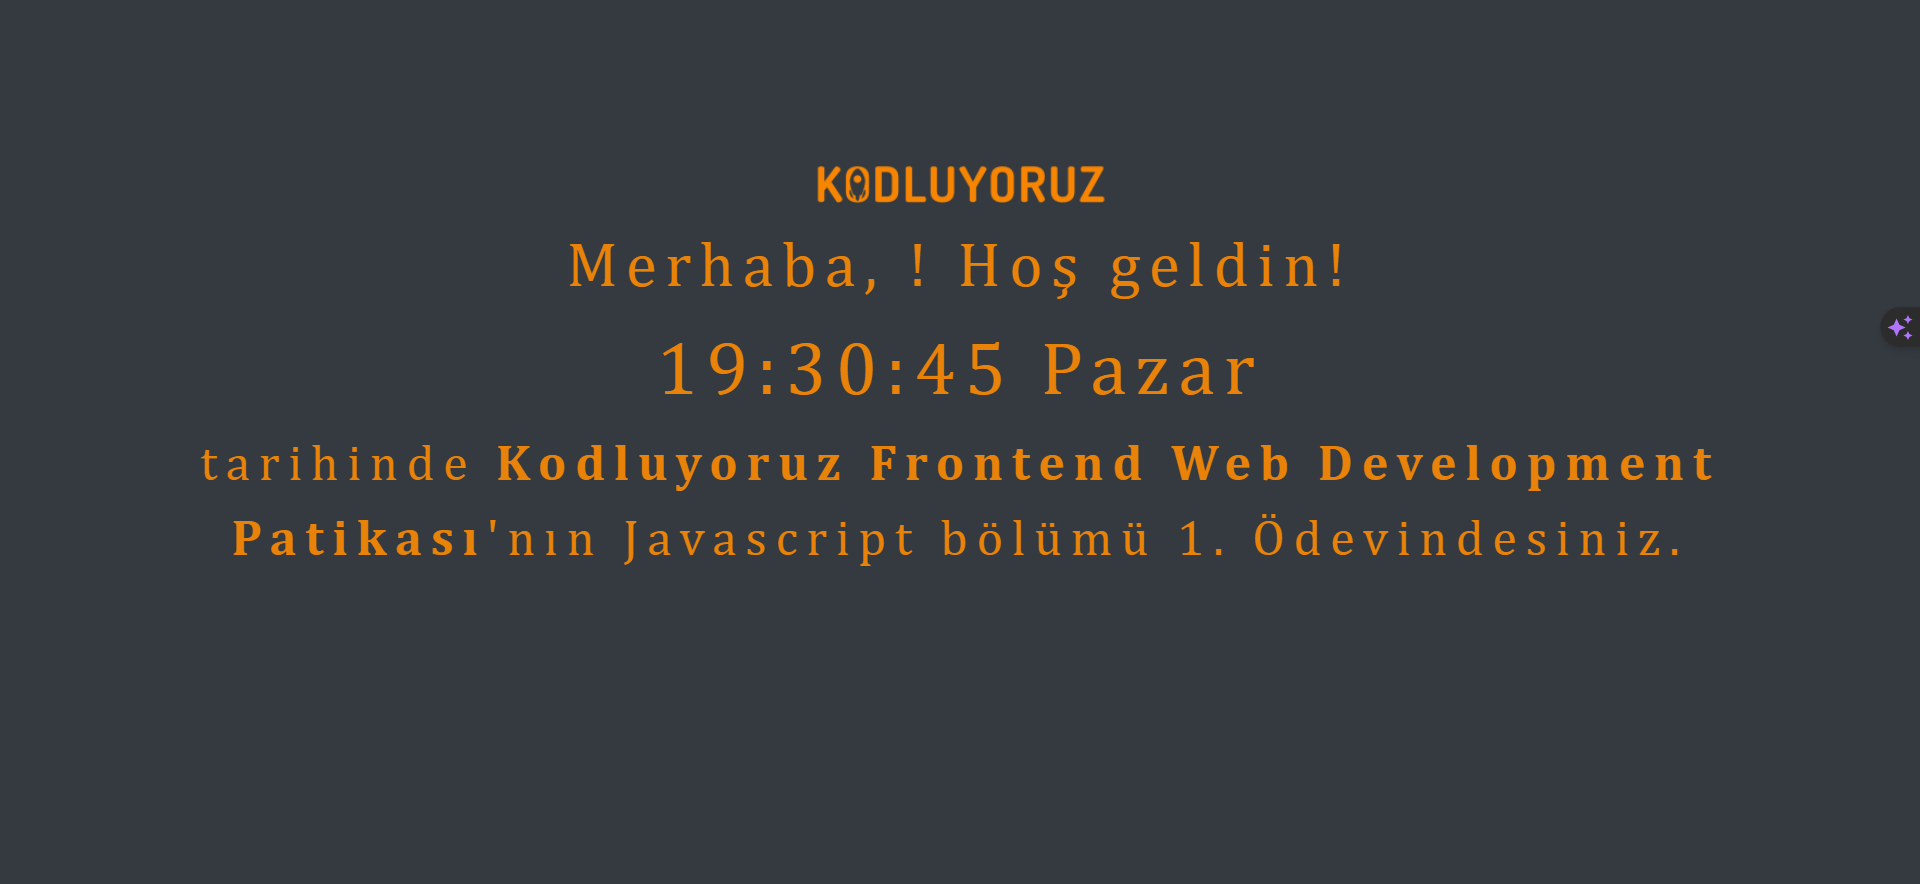 KODLUYORUZ
Merhaba, ! Hoş geldin!
19:30:45 Pazar
tarihinde Kodluyoruz Frontend Web Development
Patikası'nın Javascript bölümü 1. Ödevindesiniz.